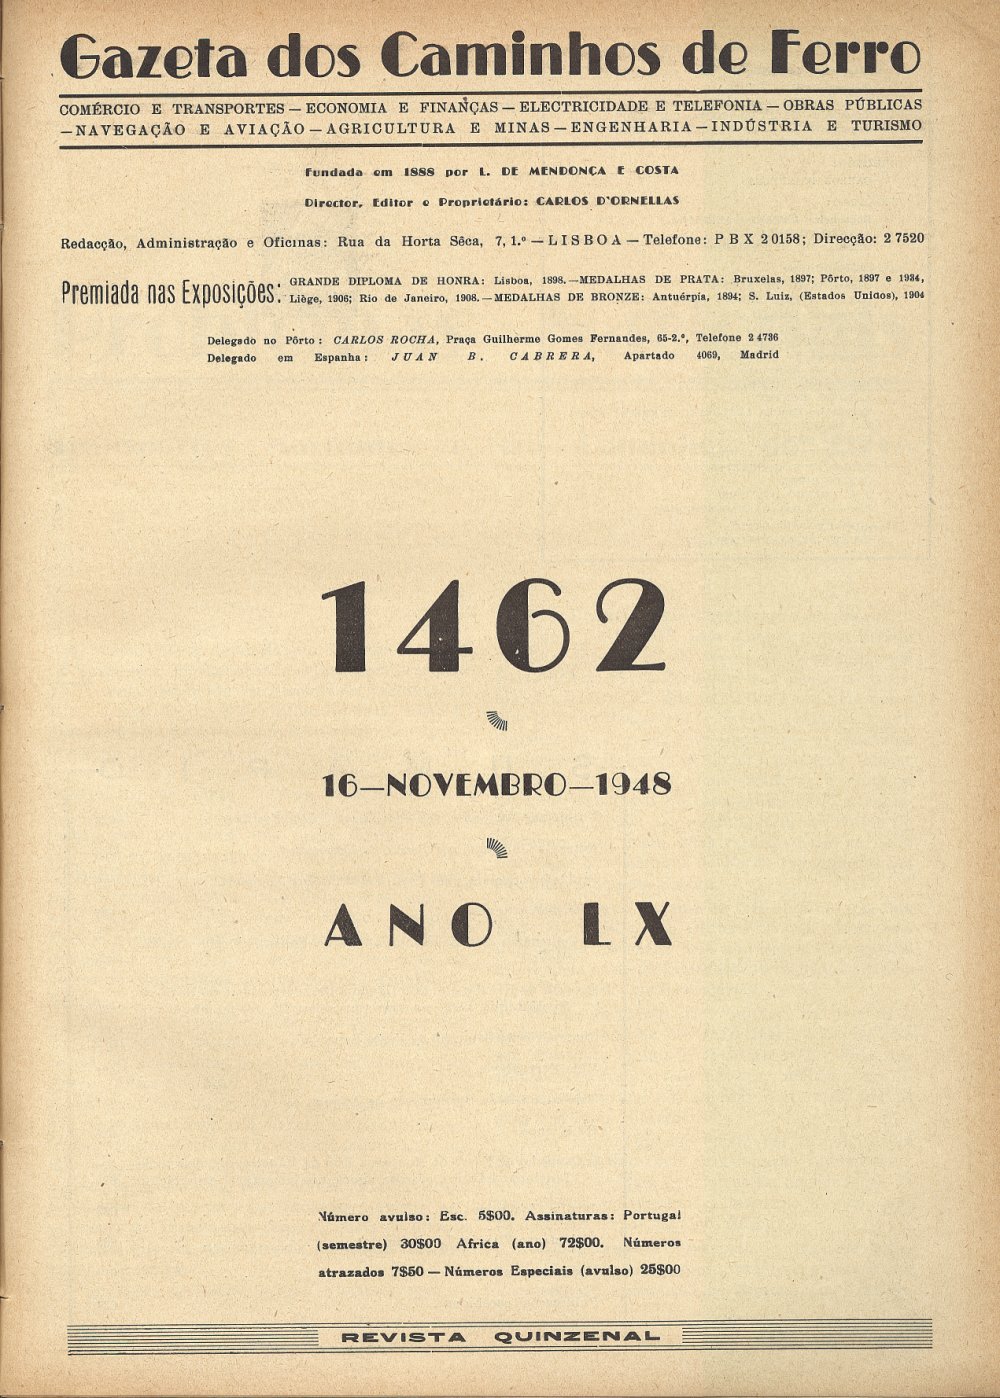 Gazeta dos Caminhos de Ferro
COMÉRCIO E TRANSPORTES — ECONOMIA E FINANÇAS — ELECTRICIDADE E TELEFONIA — OBRAS PÚBLICAS
— NAVEGAÇÃO E AVIAÇÃO — AGRICULTURA E MINAS — ENGENHARIA — INDÚSTRIA E TURISMO
Fundada em 1888 por L. DE MENDONÇA E COSTA
Director, Editor e Proprietário: CARLOS D'ORNELLAS
Redacção, Administração e Oficinas: Rua da Horta Sêca, 7, 1.º — LISBOA — Telefone: PBX 20158; Direcção: 27520
Premiada nas Exposições:
GRANDE DIPLOMA DE HONRA: Lisboa, 1898. — MEDALHAS DE PRATA: Bruxelas, 1897; Pôrto, 1897 e 1934,
Liège, 1906; Rio de Janeiro, 1908. — MEDALHAS DE BRONZE: Antuérpia, 1894; S. Luiz, (Estados Unidos), 1904
Delegado no Pôrto: CARLOS ROCHA, Praça Guilherme Gomes Fernandes, 65-2.º, Telefone 2 4736
Delegado em Espanha: JUAN B. CABRERA, Apartado 4069, Madrid
1462
16—NOVEMBRO—1948
ANO LX
Número avulso: Esc. 5$00. Assinaturas: Portugal
(semestre) 30$00 Africa (ano) 72$00. Números
atrazados 7$50 — Números Especiais (avulso) 25$00
REVISTA QUINZENAL